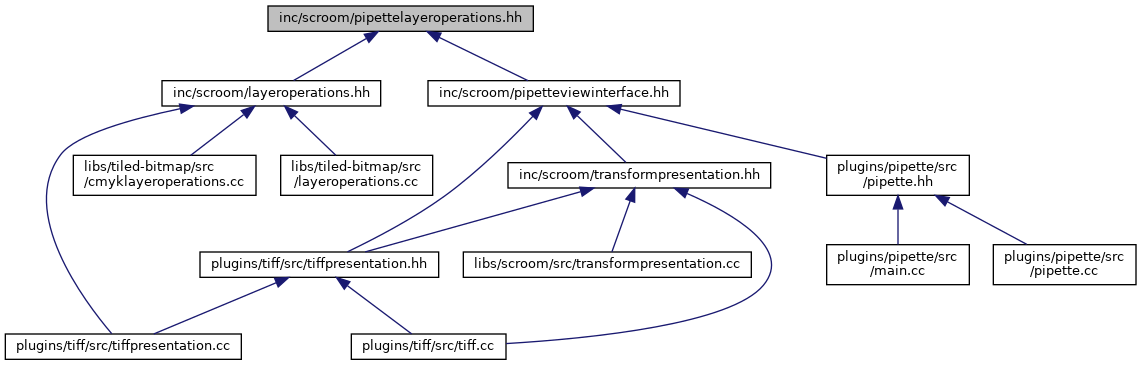 inc/scroom/pipettelayeroperations.hh
inc/scroom/layeroperations.hh
inc/scroom/pipetteviewinterface.hh
libs/tiled-bitmap/src
/cmyklayeroperations.cc
libs/tiled-bitmap/src
/layeroperations.cc
inc/scroom/transformpresentation.hh
plugins/pipette/src
/pipette.hh
plugins/tiff/src/tiffpresentation.hh
libs/scroom/src/transformpresentation.cc
plugins/pipette/src
/main.cc
plugins/pipette/src
/pipette.cc
plugins/tiff/src/tiffpresentation.cc
plugins/tiff/src/tiff.cc